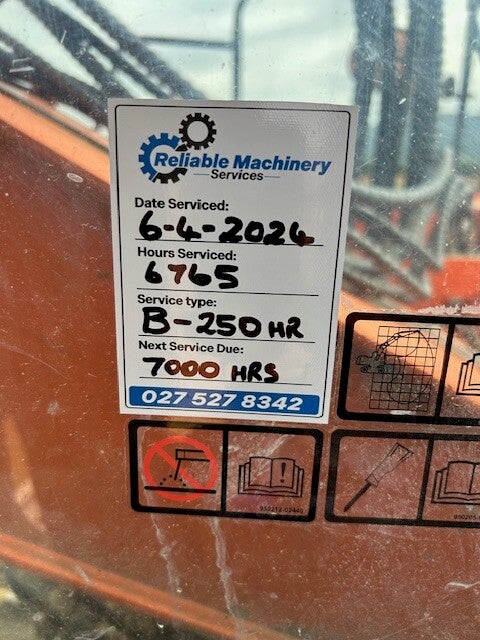 Reliable Machinery
Services
Date Serviced:
6-4-2024
Hours Serviced:
6765
Service type:
B-250 HR
Next Service Due:
7000 HRS
027 527 8342